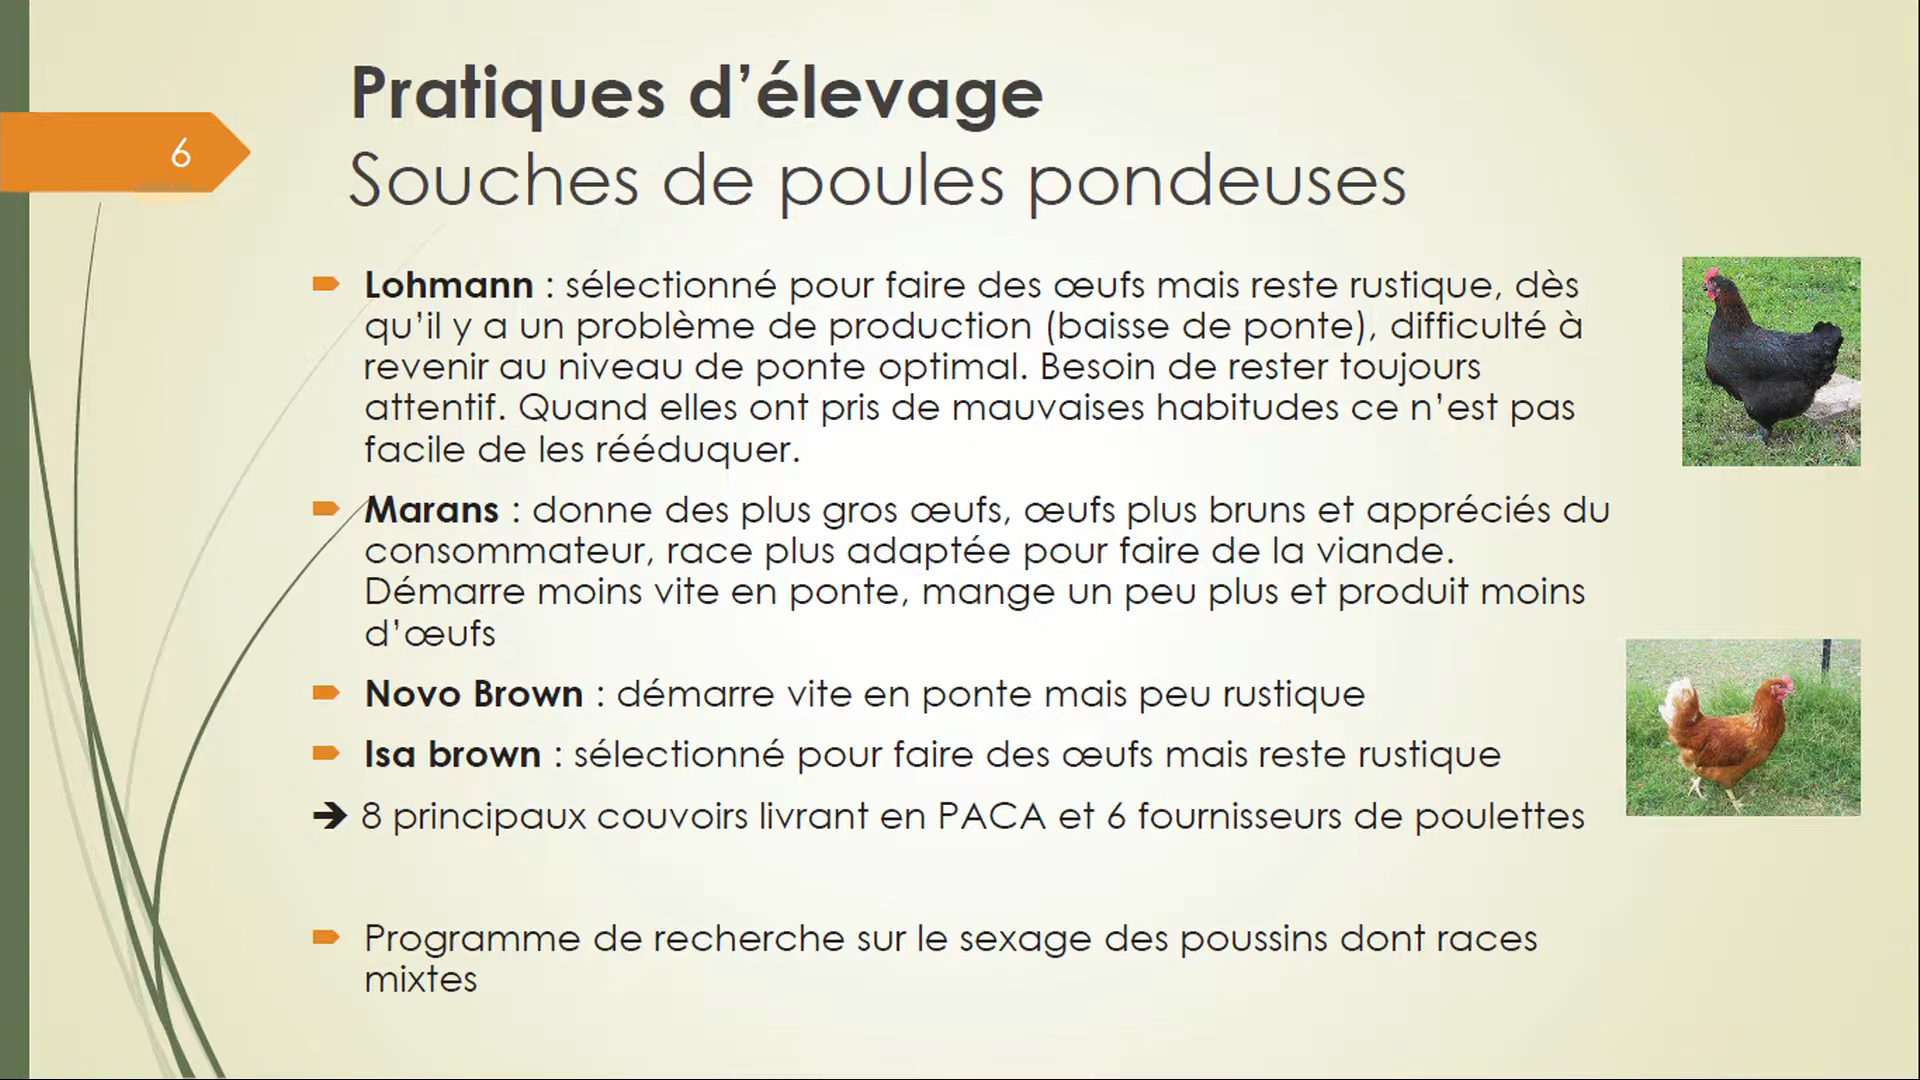 6
Pratiques d’élevage
Souches de poules pondeuses
Lohmann : sélectionné pour faire des œufs mais reste rustique, dès
qu’il y a un problème de production (baisse de ponte), difficulté à
revenir au niveau de ponte optimal. Besoin de rester toujours
attentif. Quand elles ont pris de mauvaises habitudes ce n’est pas
facile de les rééduquer.
Marans : donne des plus gros œufs, œufs plus bruns et appréciés du
consommateur, race plus adaptée pour faire de la viande.
Démarre moins vite en ponte, mange un peu plus et produit moins
d’œufs
Novo Brown : démarre vite en ponte mais peu rustique
Isa brown : sélectionné pour faire des œufs mais reste rustique
➔ 8 principaux couvoirs livrant en PACA et 6 fournisseurs de poulettes
Programme de recherche sur le sexage des poussins dont races
mixtes